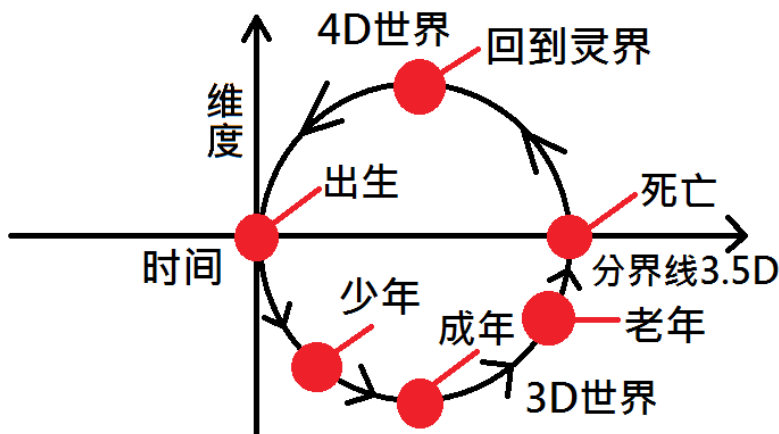 4D世界
回到灵界
维度
出生
死亡
时间
分界线3.5D
少年
成年
老年
3D世界